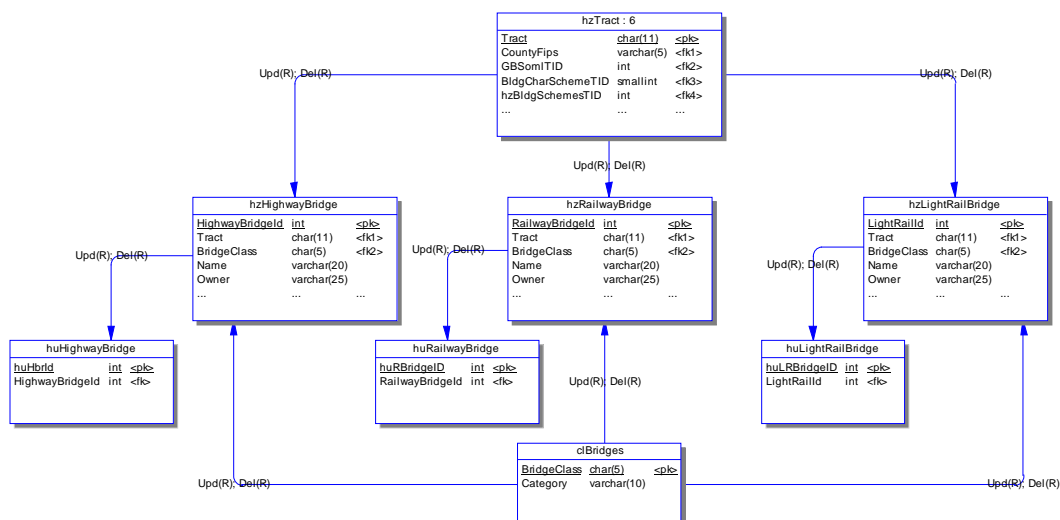 hzTract : 6
Tract char(11) <pk>
CountyFips varchar(5) <fk1>
GBSomITID int <fk2>
BldgCharSchemeTID smallint <fk3>
hzBldgSchemesTID int <fk4>
... ... ...
Upd(R); Del(R)
Upd(R); Del(R)
Upd(R); Del(R)
hzHighwayBridge
HighwayBridgeId int <pk>
Tract char(11) <fk1>
BridgeClass char(5) <fk2>
Name varchar(20)
Owner varchar(25)
... ... ...
hzRailwayBridge
RailwayBridgeId int <pk>
Tract char(11) <fk1>
BridgeClass char(5) <fk2>
Name varchar(20)
Owner varchar(25)
... ... ...
hzLightRailBridge
LightRailId int <pk>
Tract char(11) <fk1>
BridgeClass char(5) <fk2>
Name varchar(20)
Owner varchar(25)
... ... ...
Upd(R); Del(R)
Upd(R); Del(R)
Upd(R); Del(R)
huHighwayBridge
huHbrId int <pk>
HighwayBridgeId int <fk>
huRailwayBridge
huRBridgeID int <pk>
RailwayBridgeId int <fk>
huLightRailBridge
huLRBridgeID int <pk>
LightRailId int <fk>
Upd(R); Del(R)
clBridges
BridgeClass char(5) <pk>
Category varchar(10)
Upd(R); Del(R)
Upd(R); Del(R)